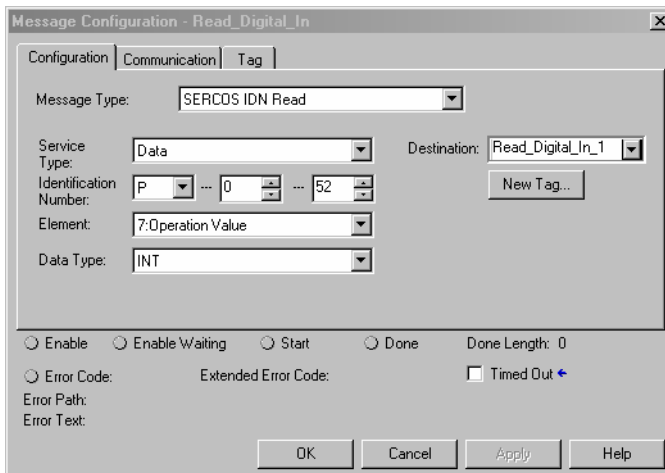 Message Configuration - Read_Digital_In
Configuration Communication Tag
Message Type: SERCOS IDN Read
Service Type: Data Destination: Read_Digital_In_1
Identification Number: P --- 0 --- 52 New Tag...
Element: 7:Operation Value
Data Type: INT
Enable Enable Waiting Start Done Done Length: 0
Error Code: Extended Error Code: Timed Out
Error Path:
Error Text:
OK Cancel Apply Help